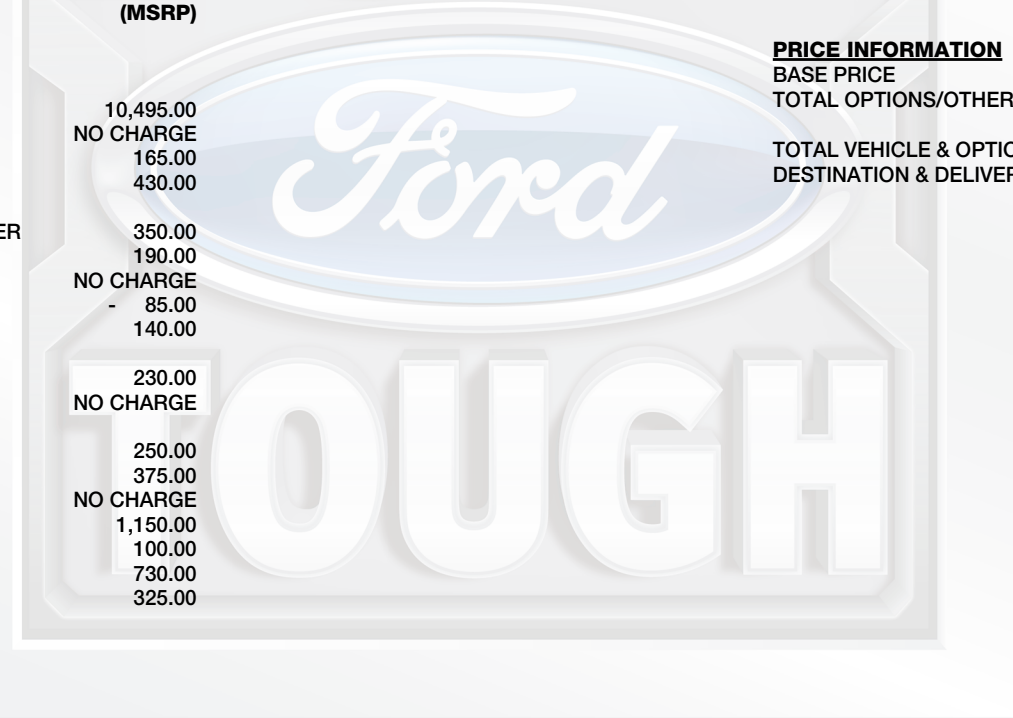 (MSRP)
10,495.00
NO CHARGE
165.00
430.00
ER 350.00
190.00
NO CHARGE
- 85.00
140.00
230.00
NO CHARGE
250.00
375.00
NO CHARGE
1,150.00
100.00
730.00
325.00
PRICE INFORMATION
BASE PRICE
TOTAL OPTIONS/OTHER
TOTAL VEHICLE & OPTIO
DESTINATION & DELIVER
Ford
TOUGH